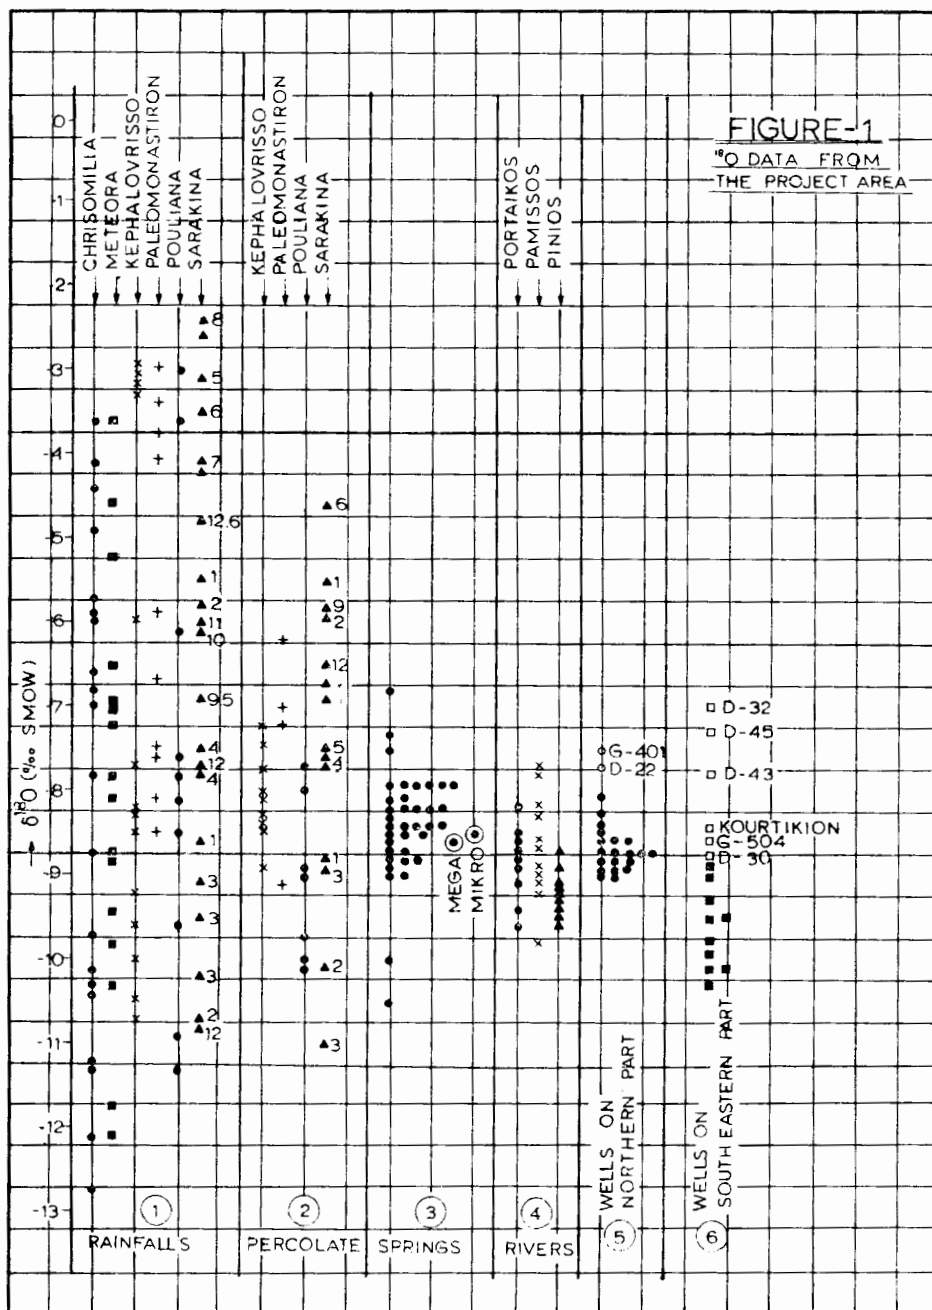 FIGURE-1
¹⁸O DATA FROM
THE PROJECT AREA
CHRISOMILIA
METEORA
KEPHALOVRISSO
PALEOMONASTIRON
POULIANA
SARAKINA
KEPHALOVRISSO
PALEOMONASTIRON
POULIANA
SARAKINA
PORTAIKOS
PAMISSOS
PINIOS
0
-1
-2
-3
-4
-5
-6
-7
-8
-9
-10
-11
-12
-13
δ¹⁸O (‰ SMOW)
8
5
6
7
12.6
1
2
11
10
9.5
4
12
4
1
3
3
3
2
12
6
1
9
2
12
5
4
1
3
2
3
MEGA
MIKRO
G-401
D-22
D-32
D-45
D-43
KOURTIKION
G-504
D-30
WELLS ON
NORTHERN PART
WELLS ON
SOUTH EASTERN PART
1
2
3
4
5
6
RAINFALLS
PERCOLATE
SPRINGS
RIVERS